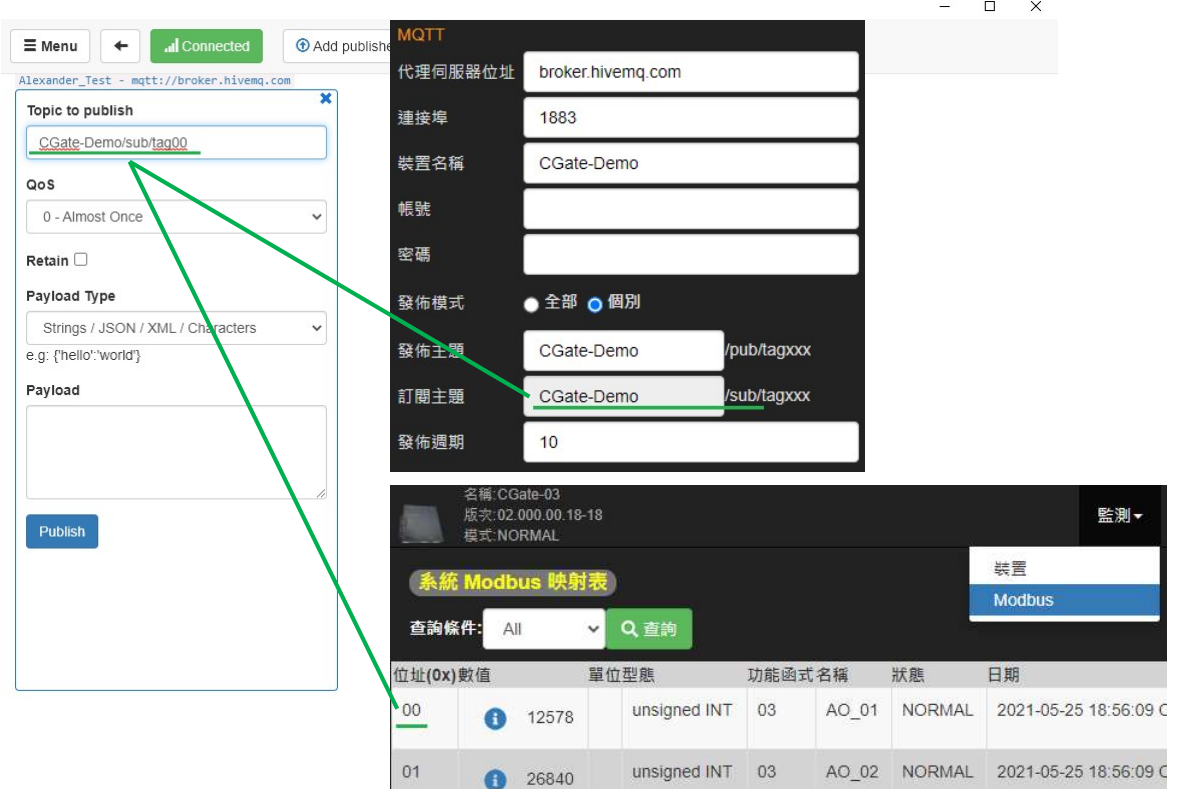 Menu
Connected
Add publishe
Alexander_Test - mqtt://broker.hivemq.com
Topic to publish
CGate-Demo/sub/tag00
QoS
0 - Almost Once
Retain
Payload Type
Strings / JSON / XML / Characters
e.g: {'hello':'world'}
Payload
Publish
MQTT
代理伺服器位址 broker.hivemq.com
連接埠 1883
裝置名稱 CGate-Demo
帳號
密碼
發佈模式 全部 個別
發佈主題 CGate-Demo /pub/tagxxx
訂閱主題 CGate-Demo /sub/tagxxx
發佈週期 10
名稱:CGate-03
版次:02.000.00.18-18
模式:NORMAL
監測
裝置
Modbus
系統 Modbus 映射表
查詢條件: All 查詢
位址(0x) 數值 單位 型態 功能函式 名稱 狀態 日期
00 12578 unsigned INT 03 AO_01 NORMAL 2021-05-25 18:56:09 C
01 26840 unsigned INT 03 AO_02 NORMAL 2021-05-25 18:56:09 C